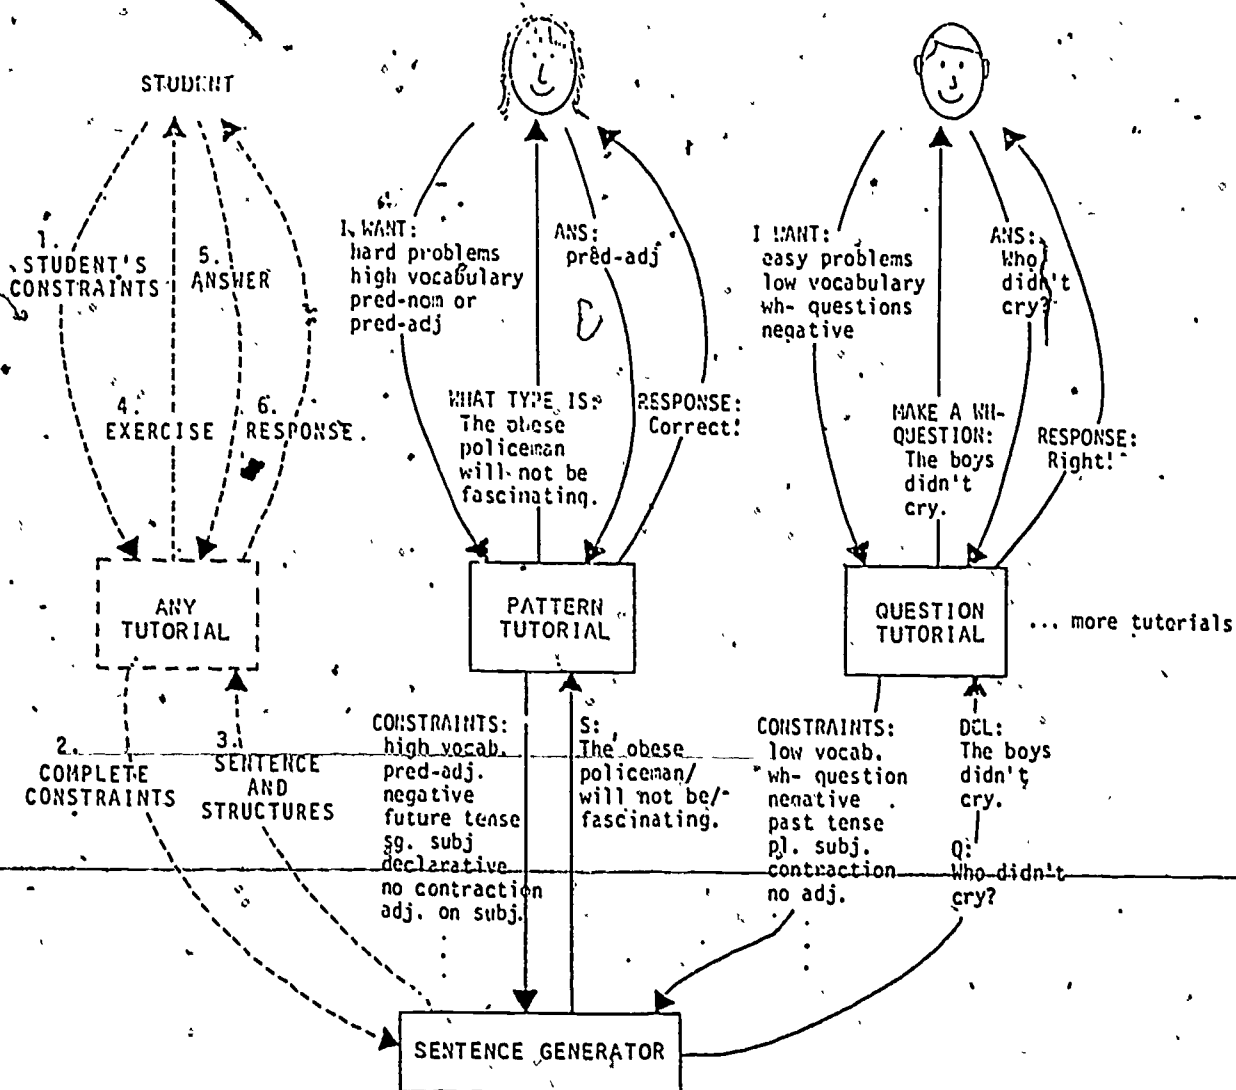 STUDENT
1.
STUDENT'S
CONSTRAINTS
5.
ANSWER
4.
EXERCISE
6.
RESPONSE.
ANY
TUTORIAL
2.
COMPLETE
CONSTRAINTS
3.
SENTENCE
AND
STRUCTURES
I WANT:
hard problems
high vocabulary
pred-nom or
pred-adj
ANS:
pred-adj
WHAT TYPE IS?
The obese
policeman
will not be
fascinating.
RESPONSE:
Correct!
PATTERN
TUTORIAL
CONSTRAINTS:
high vocab.
pred-adj.
negative
future tense
sg. subj
declarative
no contraction
adj. on subj.
S:
The obese
policeman/
will not be/
fascinating.
I WANT:
easy problems
low vocabulary
wh- questions
negative
ANS:
Who
didn't
cry?
MAKE A WH-
QUESTION:
The boys
didn't
cry.
RESPONSE:
Right!
QUESTION
TUTORIAL
... more tutorials
CONSTRAINTS:
low vocab.
wh- question
negative
past tense
pl. subj.
contraction
no adj.
DCL:
The boys
didn't
cry.
Q:
Who didn't
cry?
SENTENCE GENERATOR